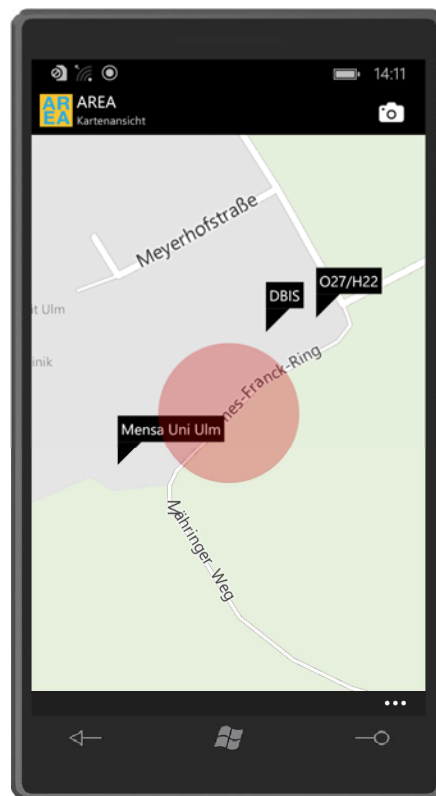 14:11
AR
EA
AREA
Kartenansicht
Meyerhofstraße
O27/H22
DBIS
ät Ulm
nes-Franck-Ring
inik
Mensa Uni Ulm
Mähringer Weg